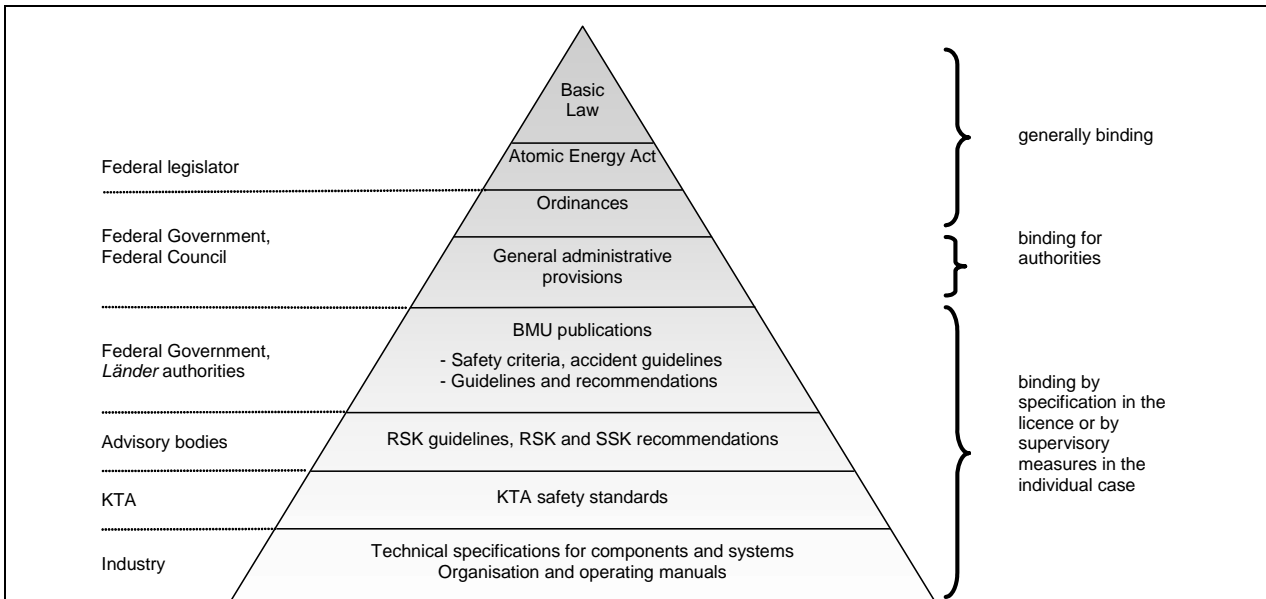 Basic
Law
generally binding
Atomic Energy Act
Federal legislator
Ordinances
Federal Government,
Federal Council
General administrative
provisions
binding for
authorities
BMU publications
- Safety criteria, accident guidelines
- Guidelines and recommendations
Federal Government,
Länder authorities
binding by
specification in the
licence or by
supervisory
measures in the
individual case
Advisory bodies
RSK guidelines, RSK and SSK recommendations
KTA
KTA safety standards
Industry
Technical specifications for components and systems
Organisation and operating manuals